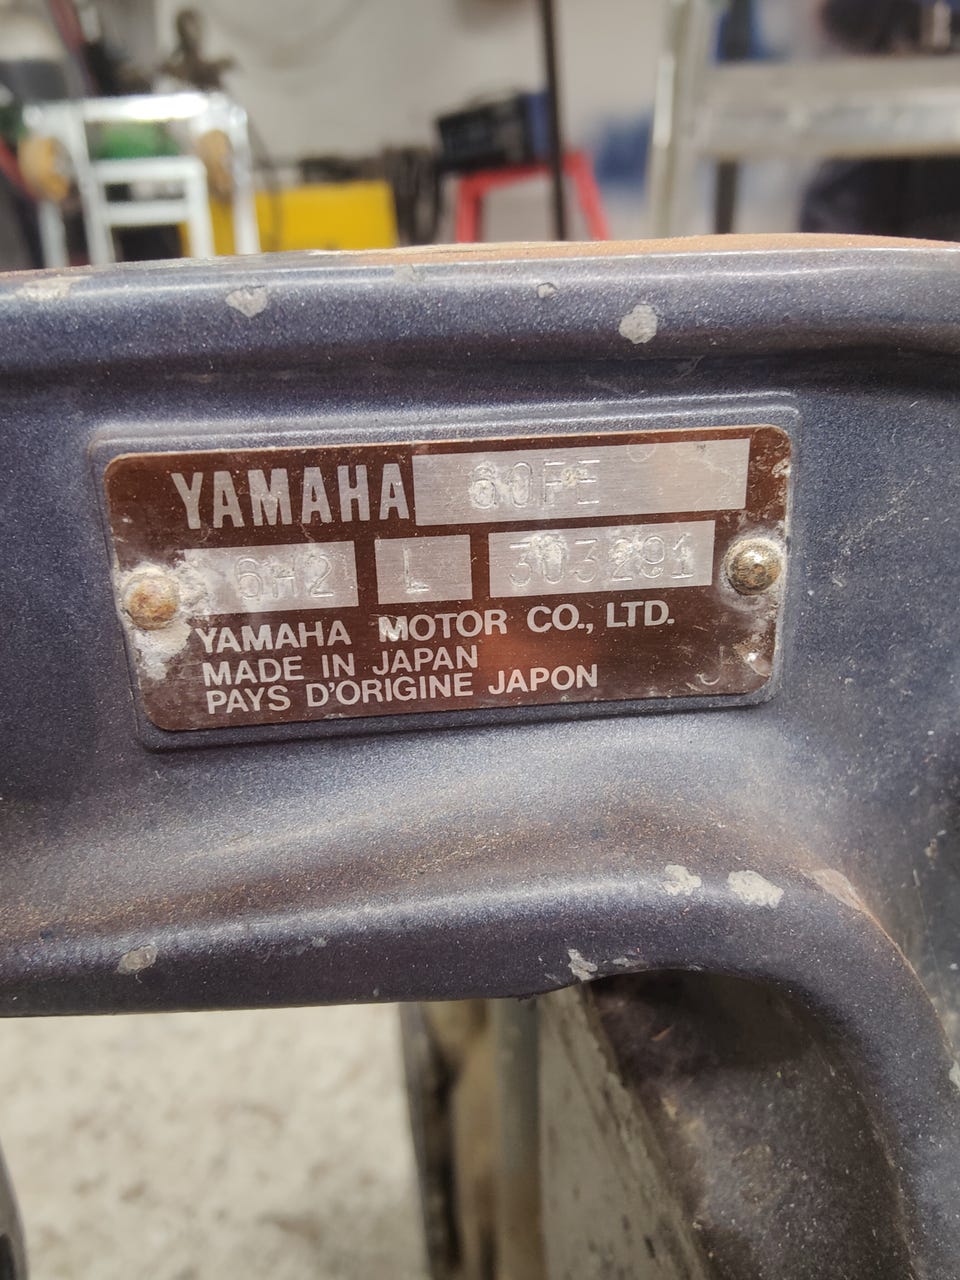 YAMAHA 60FE
6H2 L 303291
YAMAHA MOTOR CO., LTD.
MADE IN JAPAN
PAYS D'ORIGINE JAPON
J